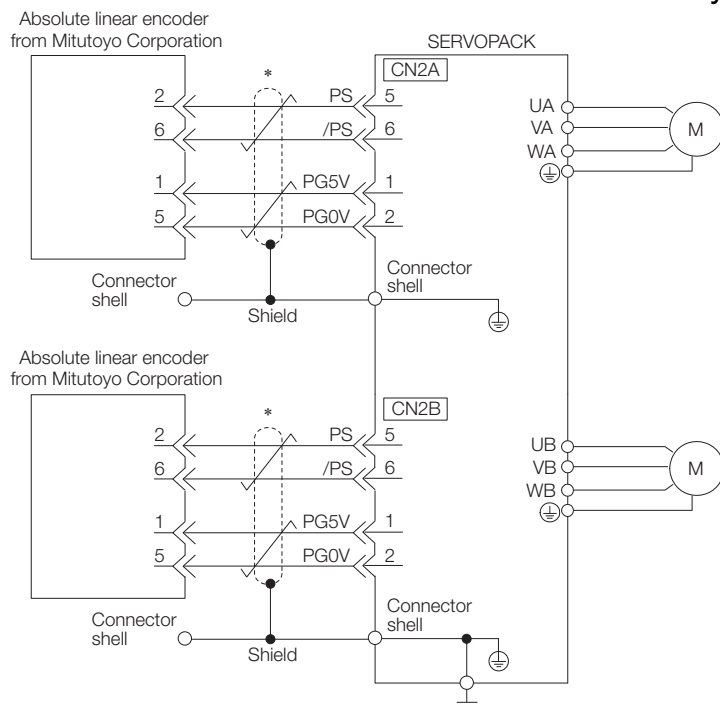 Absolute linear encoder
from Mitutoyo Corporation
SERVOPACK
*
CN2A
2
PS
5
6
/PS
6
1
PG5V
1
5
PG0V
2
Connector
shell
Shield
Connector
shell
UA
VA
WA
M
Absolute linear encoder
from Mitutoyo Corporation
*
CN2B
2
PS
5
6
/PS
6
1
PG5V
1
5
PG0V
2
Connector
shell
Shield
Connector
shell
UB
VB
WB
M